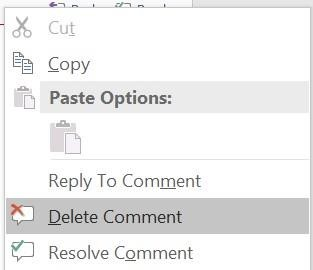 Cut
Copy
Paste Options:
Reply To Comment
Delete Comment
Resolve Comment